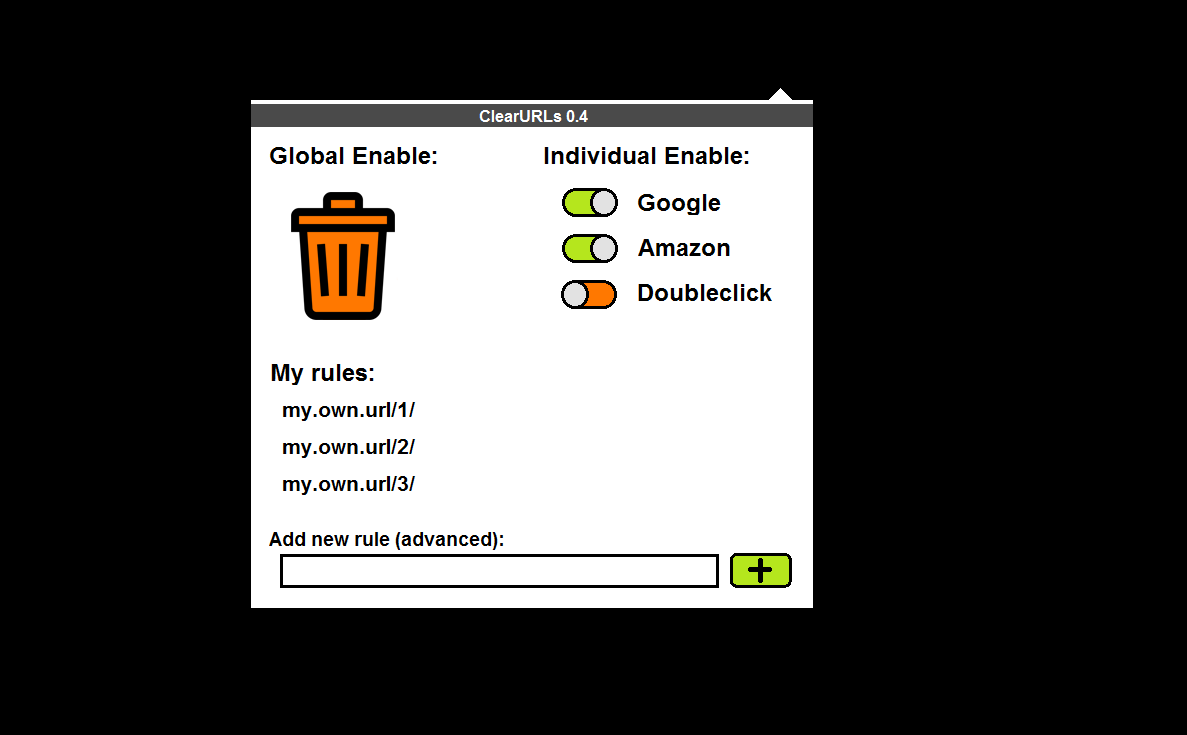 ClearURLs 0.4
Global Enable:
Individual Enable:
Google
Amazon
Doubleclick
My rules:
my.own.url/1/
my.own.url/2/
my.own.url/3/
Add new rule (advanced):